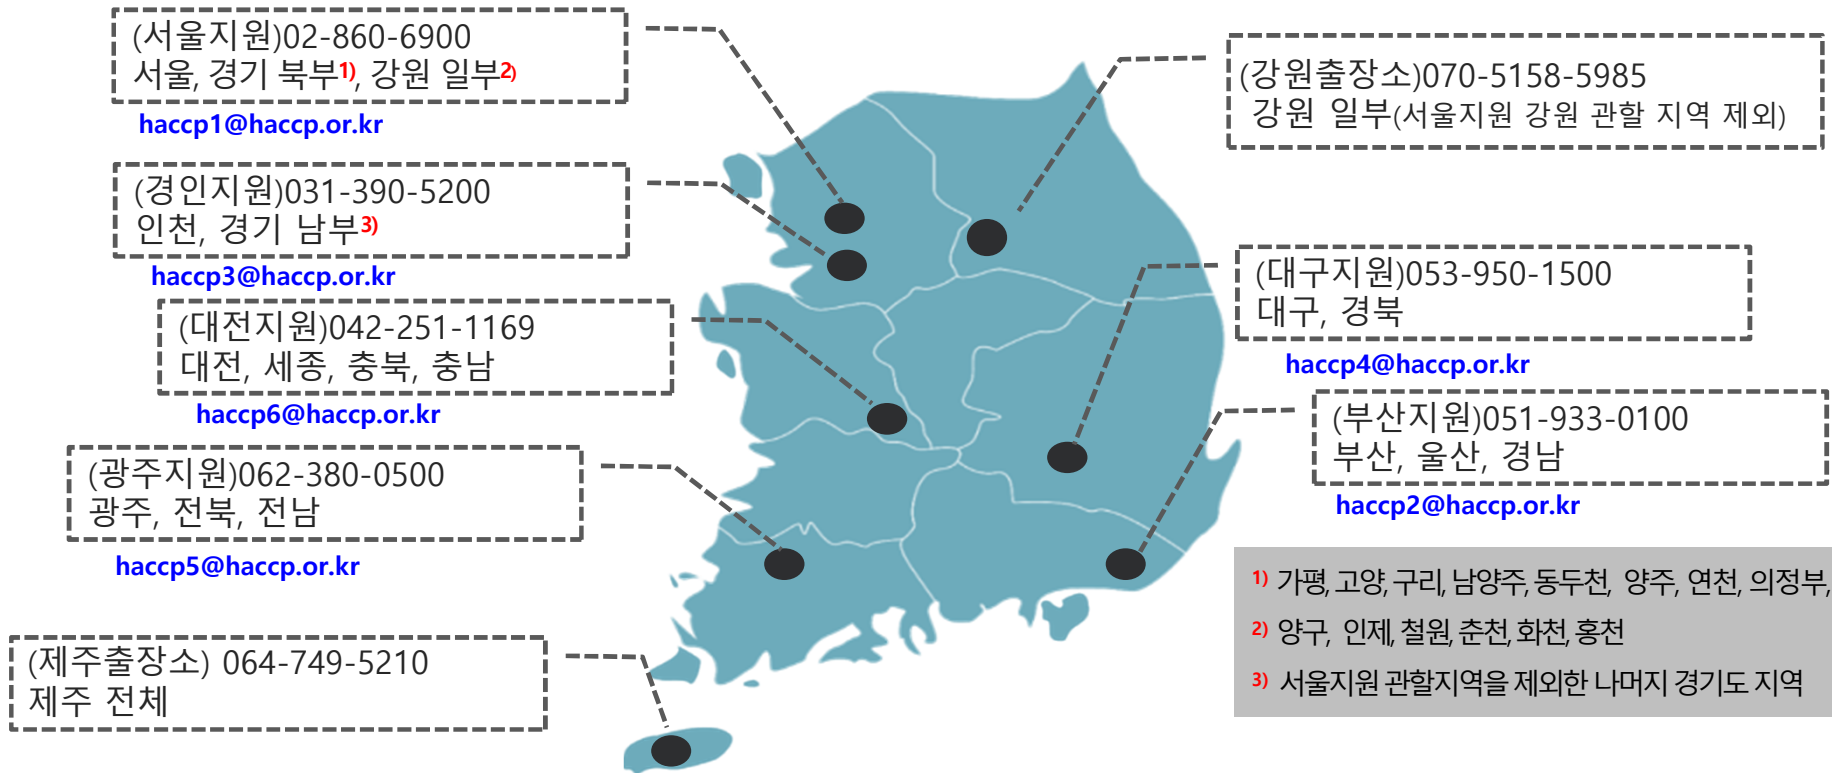 (서울지원)02-860-6900
서울, 경기 북부1), 강원 일부2)
haccp1@haccp.or.kr
(강원출장소)070-5158-5985
강원 일부(서울지원 강원 관할 지역 제외)
(경인지원)031-390-5200
인천, 경기 남부3)
haccp3@haccp.or.kr
(대구지원)053-950-1500
대구, 경북
haccp4@haccp.or.kr
(대전지원)042-251-1169
대전, 세종, 충북, 충남
haccp6@haccp.or.kr
(부산지원)051-933-0100
부산, 울산, 경남
haccp2@haccp.or.kr
(광주지원)062-380-0500
광주, 전북, 전남
haccp5@haccp.or.kr
(제주출장소) 064-749-5210
제주 전체
1) 가평, 고양, 구리, 남양주, 동두천, 양주, 연천, 의정부,
2) 양구, 인제, 철원, 춘천, 화천, 홍천
3) 서울지원 관할지역을 제외한 나머지 경기도 지역